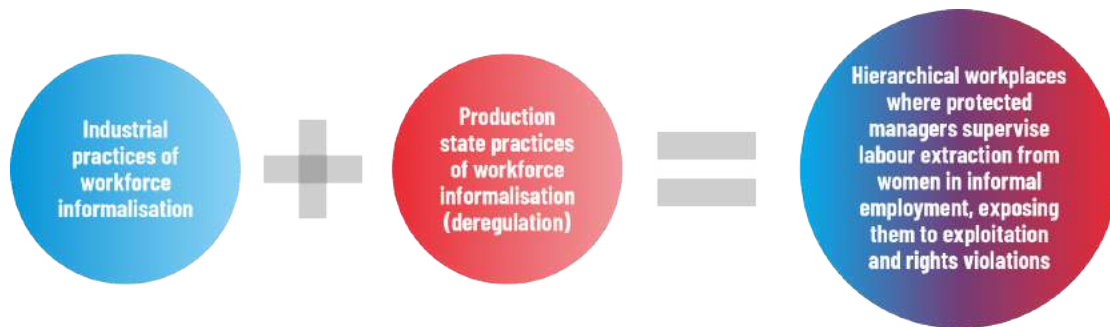 Industrial
practices of
workforce
informalisation
Production
state practices
of workforce
informalisation
(deregulation)
Hierarchical workplaces
where protected
managers supervise
labour extraction from
women in informal
employment, exposing
them to exploitation
and rights violations